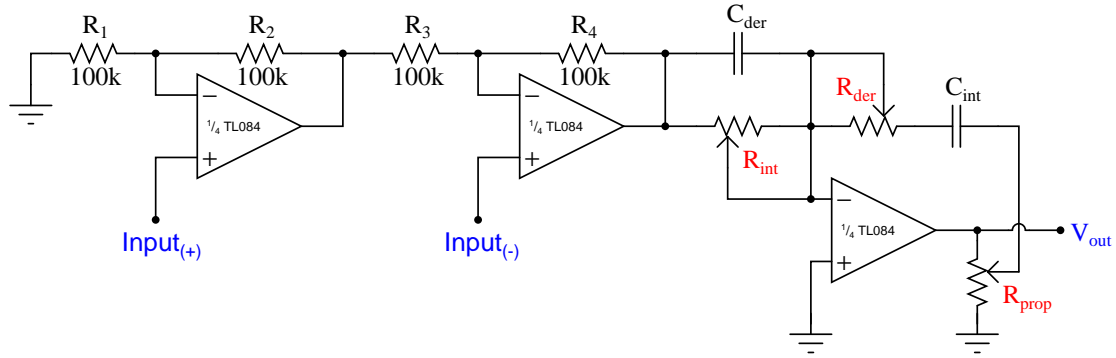 R1
100k
R2
100k
R3
100k
R4
100k
Cder
Rder
Cint
−
+
1/4 TL084
−
+
1/4 TL084
Rint
−
+
1/4 TL084
Input(+)
Input(-)
Vout
Rprop